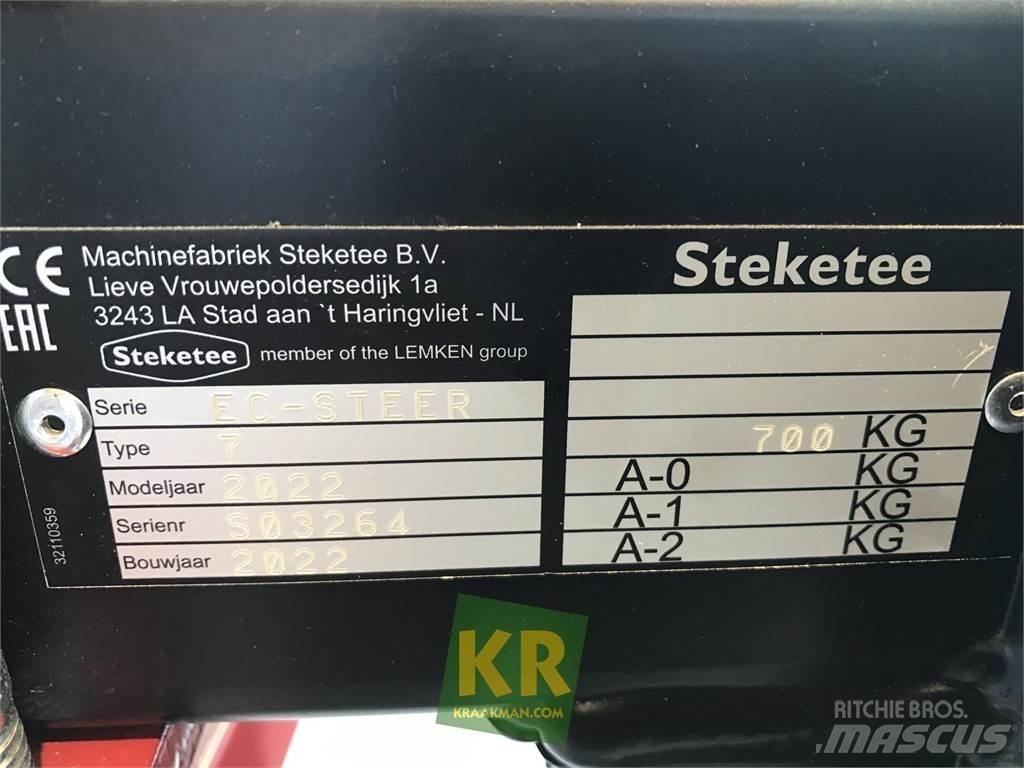 CE
EAC
Machinefabriek Steketee B.V.
Lieve Vrouwepoldersedijk 1a
3243 LA Stad aan `t Haringvliet - NL
Steketee member of the LEMKEN group
Serie EC-STEER
Type 7
Modeljaar 2022
Serienr S03264
Bouwjaar 2022
32110359
Steketee
700 KG
A-0 KG
A-1 KG
A-2 KG
KR
KRAAKMAN.COM
RITCHIE BROS.
MASCUS